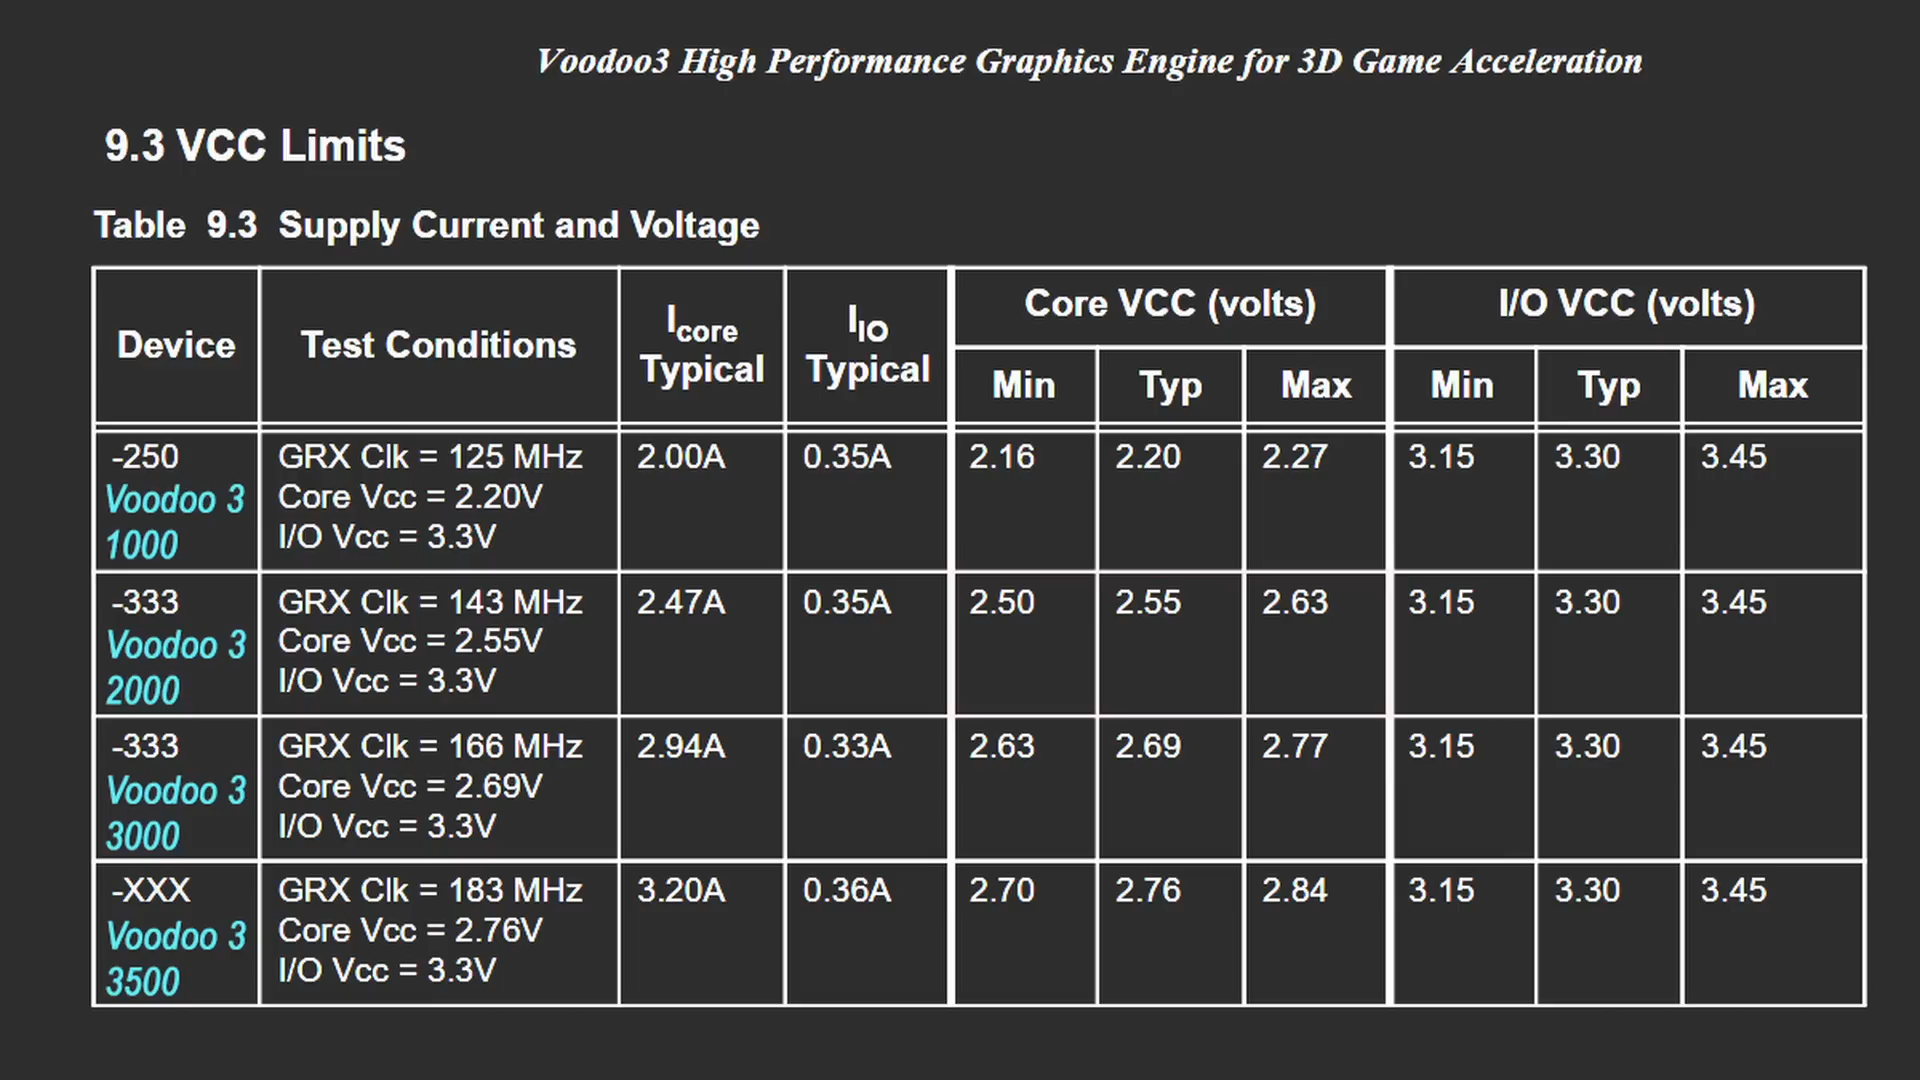 Voodoo3 High Performance Graphics Engine for 3D Game Acceleration
9.3 VCC Limits
Table 9.3 Supply Current and Voltage
Device Test Conditions Icore Typical IIO Typical Core VCC (volts) I/O VCC (volts)
Min Typ Max Min Typ Max
-250 GRX Clk = 125 MHz 2.00A 0.35A 2.16 2.20 2.27 3.15 3.30 3.45
Voodoo 3 Core Vcc = 2.20V
1000 I/O Vcc = 3.3V
-333 GRX Clk = 143 MHz 2.47A 0.35A 2.50 2.55 2.63 3.15 3.30 3.45
Voodoo 3 Core Vcc = 2.55V
2000 I/O Vcc = 3.3V
-333 GRX Clk = 166 MHz 2.94A 0.33A 2.63 2.69 2.77 3.15 3.30 3.45
Voodoo 3 Core Vcc = 2.69V
3000 I/O Vcc = 3.3V
-XXX GRX Clk = 183 MHz 3.20A 0.36A 2.70 2.76 2.84 3.15 3.30 3.45
Voodoo 3 Core Vcc = 2.76V
3500 I/O Vcc = 3.3V